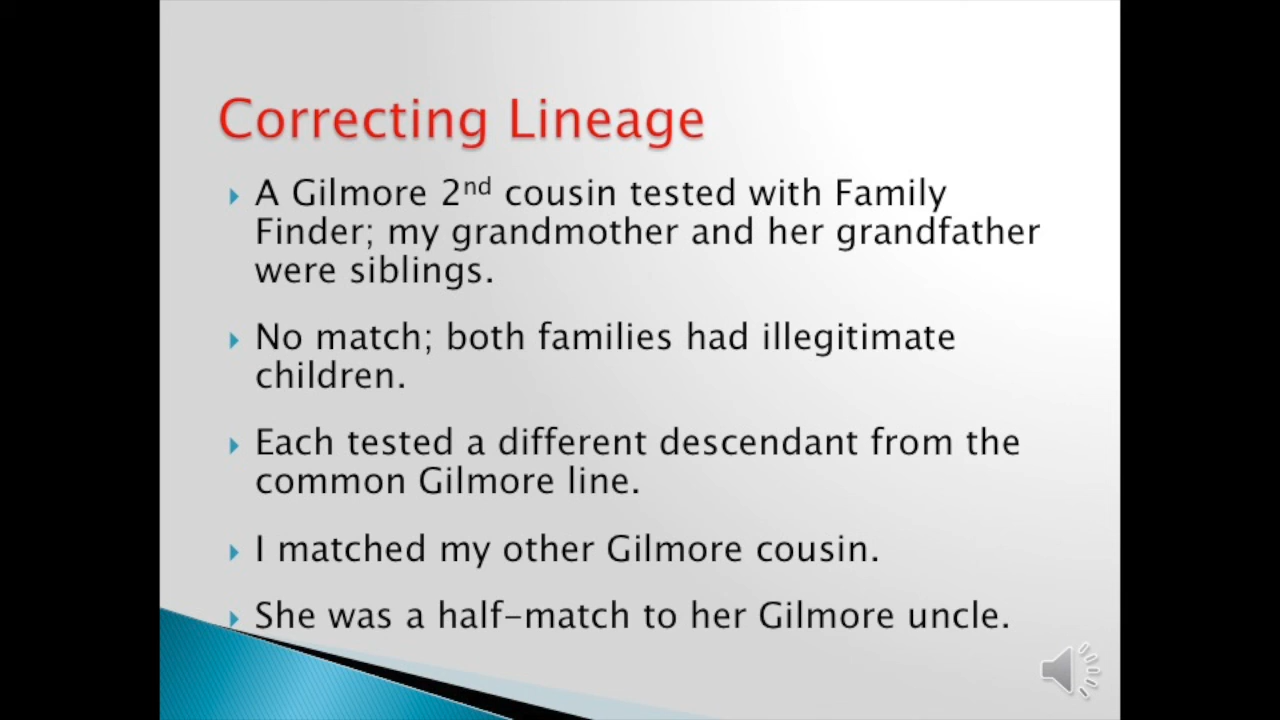 Correcting Lineage
A Gilmore 2nd cousin tested with Family
Finder; my grandmother and her grandfather
were siblings.
No match; both families had illegitimate
children.
Each tested a different descendant from the
common Gilmore line.
I matched my other Gilmore cousin.
She was a half-match to her Gilmore uncle.